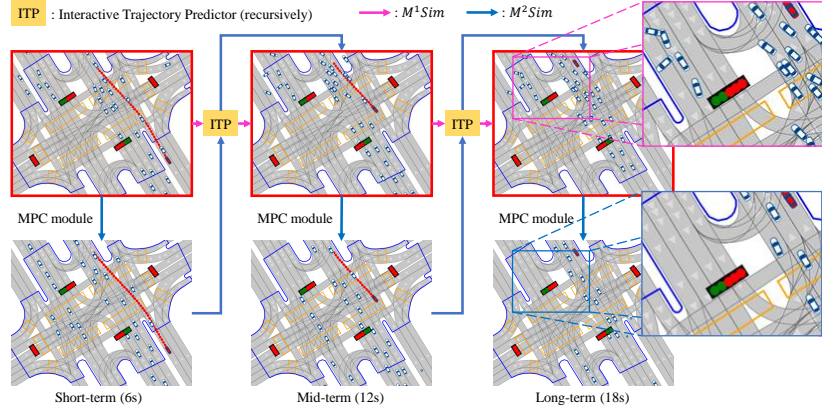 ITP : Interactive Trajectory Predictor (recursively) : M¹Sim : M²Sim
ITP ITP
MPC module MPC module MPC module
Short-term (6s) Mid-term (12s) Long-term (18s)